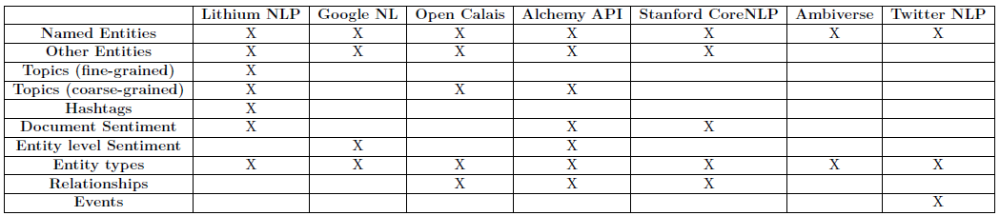 Lithium NLP Google NL Open Calais Alchemy API Stanford CoreNLP Ambiverse Twitter NLP
Named Entities X X X X X X X
Other Entities X X X X X
Topics (fine-grained) X
Topics (coarse-grained) X X X
Hashtags X
Document Sentiment X X X
Entity level Sentiment X X
Entity types X X X X X X X
Relationships X X X
Events X